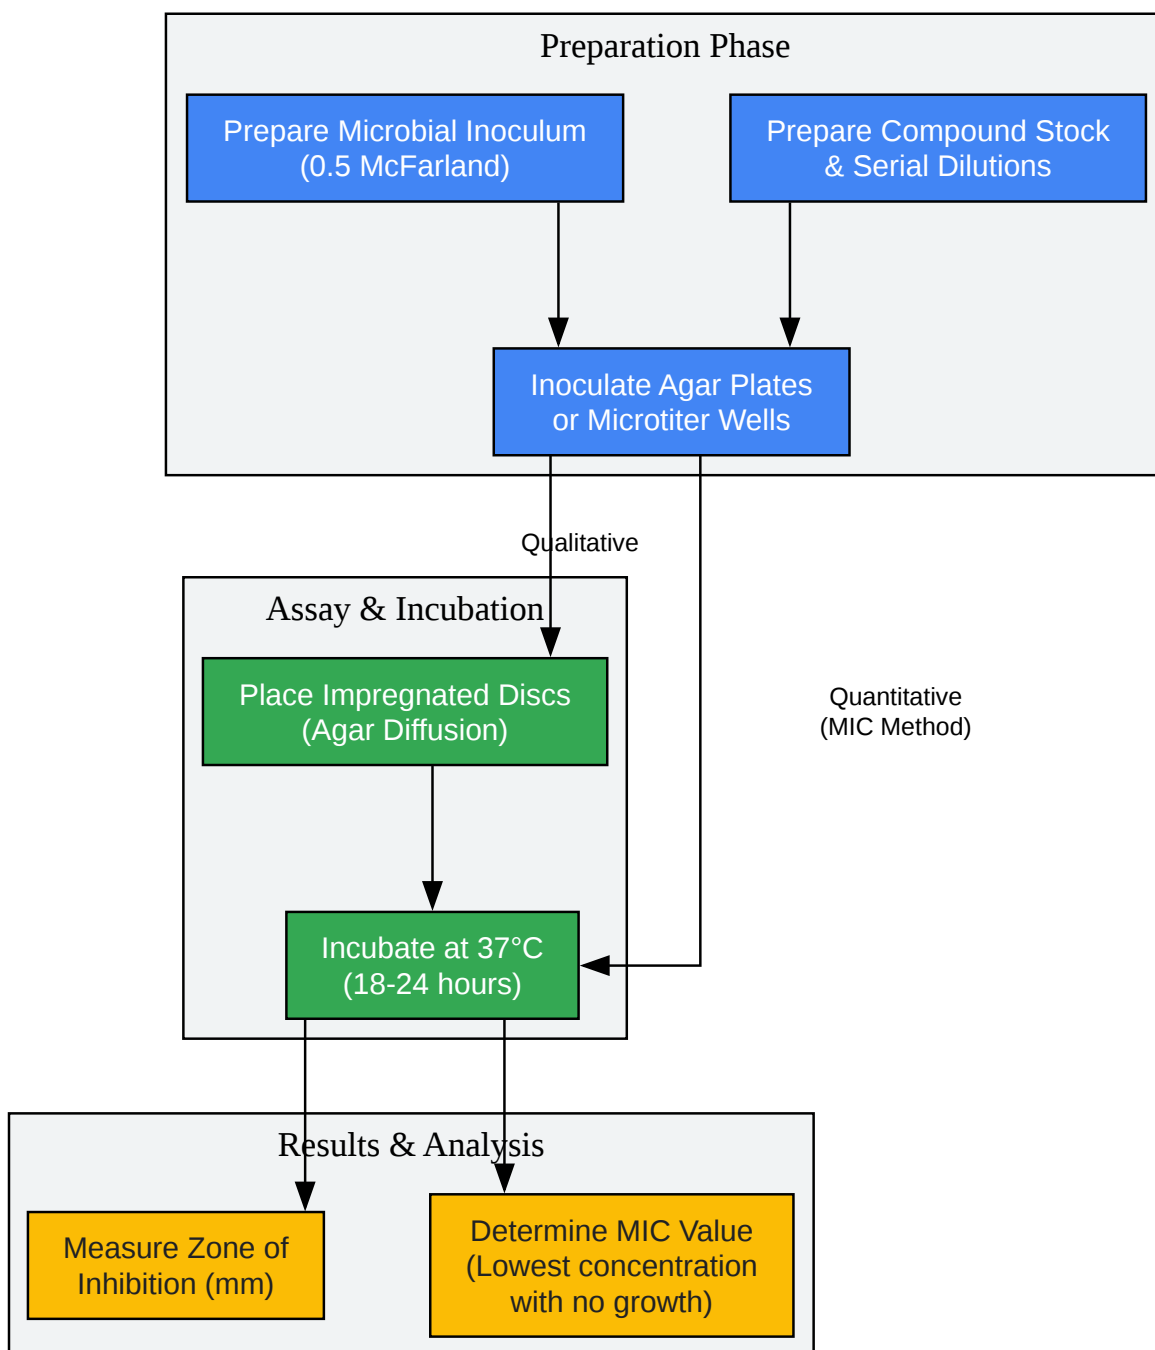 Preparation Phase
Prepare Microbial Inoculum
(0.5 McFarland)
Prepare Compound Stock
& Serial Dilutions
Inoculate Agar Plates
or Microtiter Wells
Qualitative
Assay & Incubation
Place Impregnated Discs
(Agar Diffusion)
Quantitative
(MIC Method)
Incubate at 37°C
(18-24 hours)
Results & Analysis
Measure Zone of
Inhibition (mm)
Determine MIC Value
(Lowest concentration
with no growth)